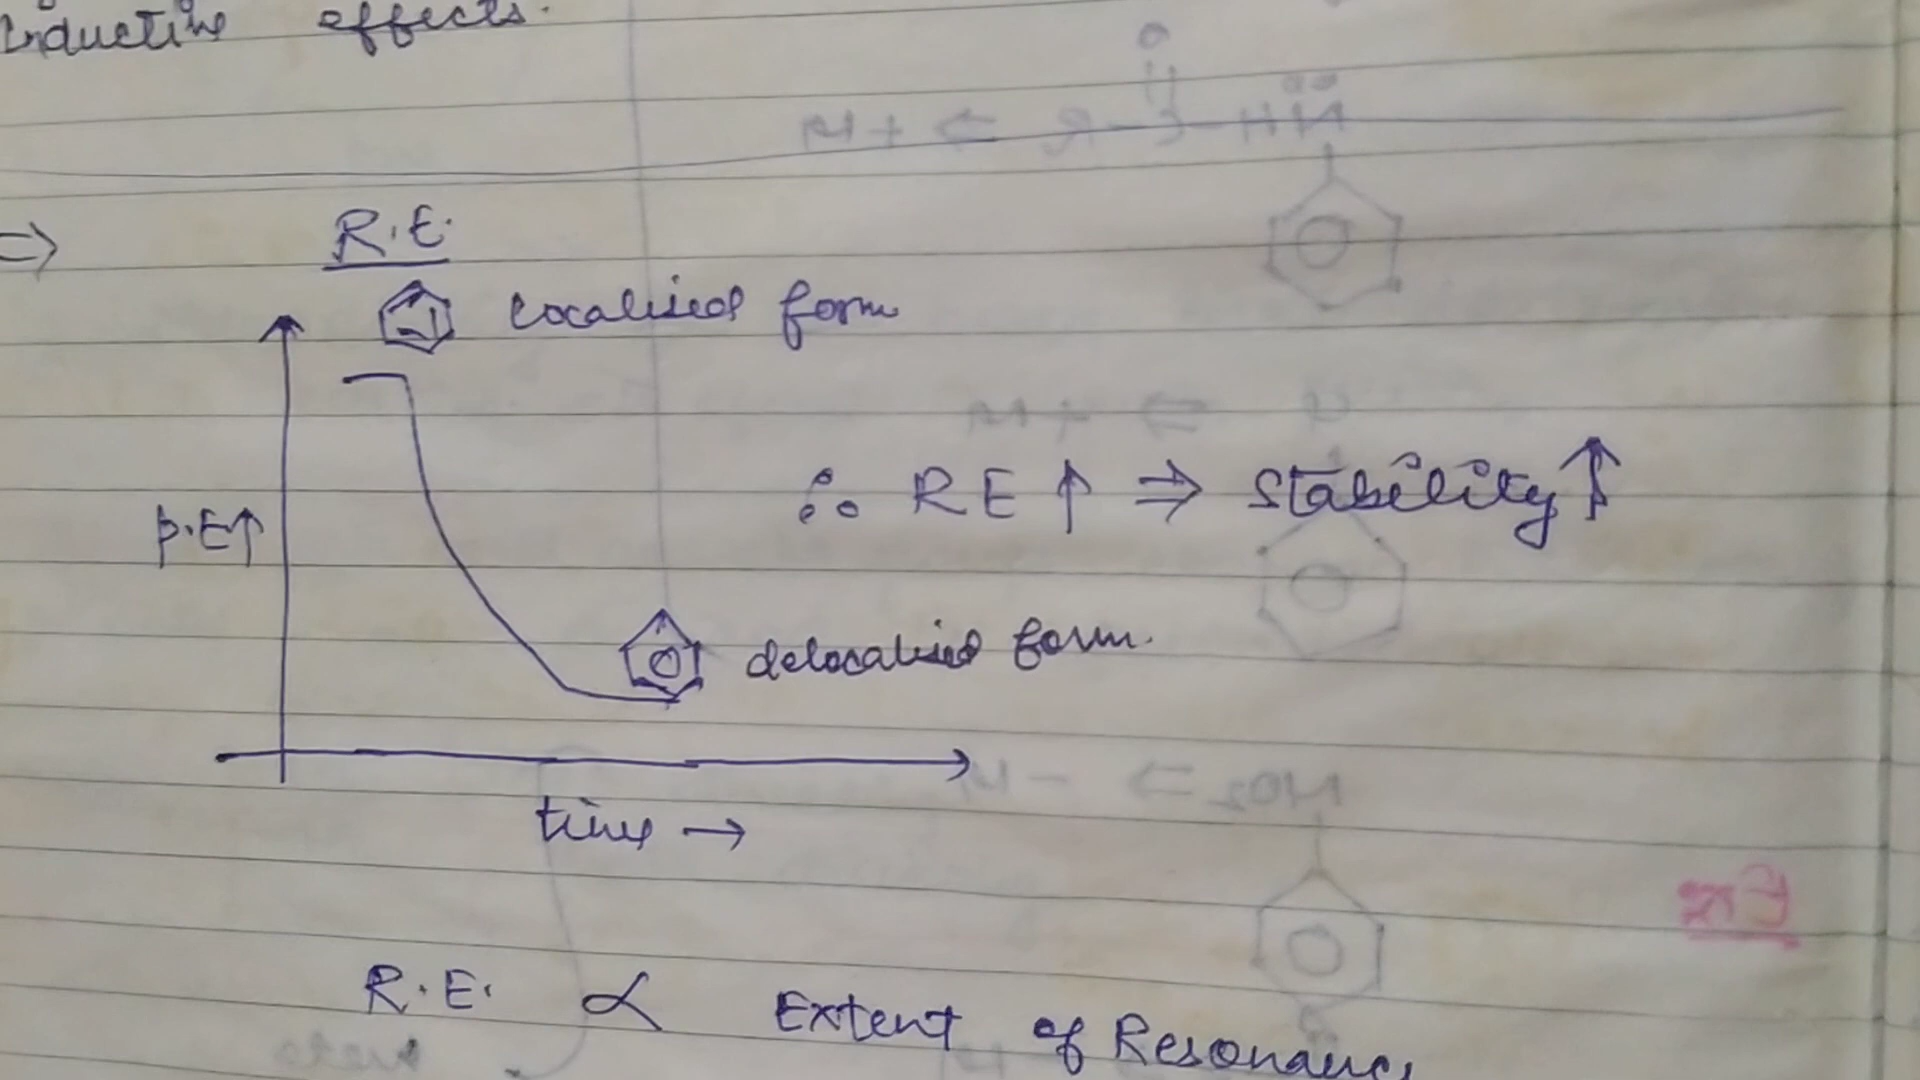 Inductive effects.
⇒ R.E.
localised form
P.E↑
∴ RE ↑ ⇒ Stability ↑
delocalised form.
time →
R.E. ∝ Extent of Resonance